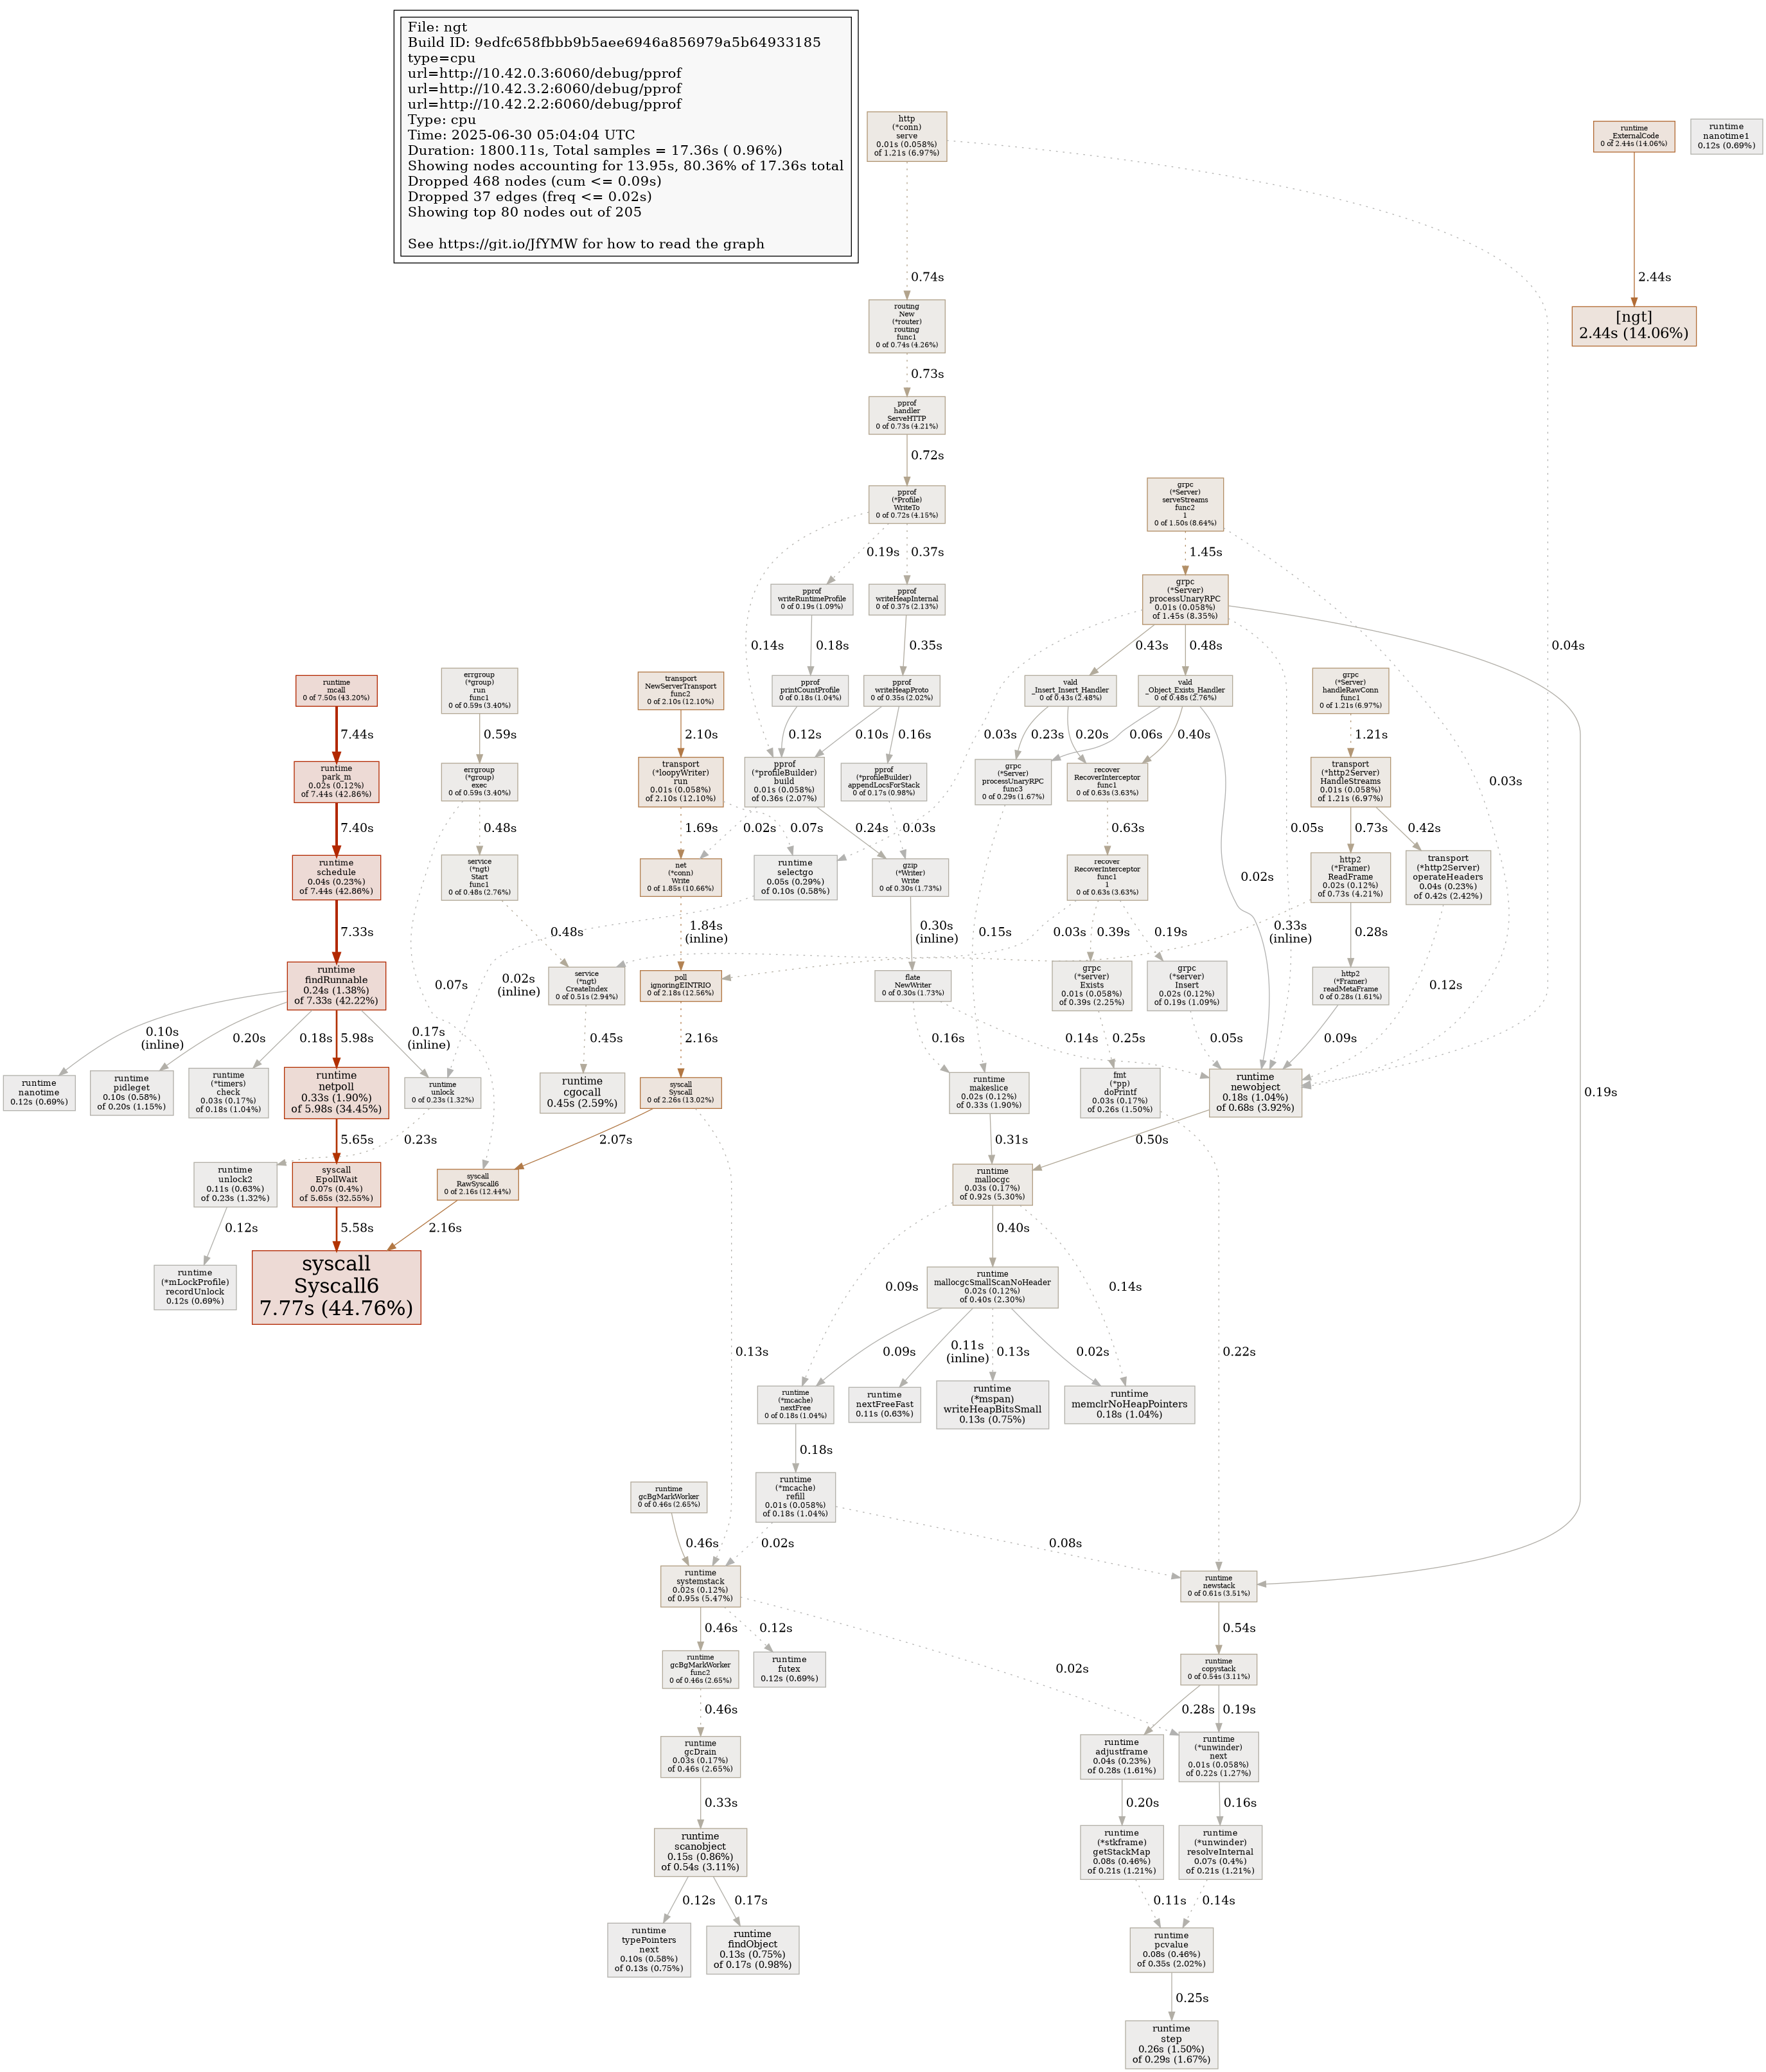 File: ngt
Build ID: 9edfc658fbbb9b5aee6946a856979a5b64933185
type=cpu
url=http://10.42.0.3:6060/debug/pprof
url=http://10.42.3.2:6060/debug/pprof
url=http://10.42.2.2:6060/debug/pprof
Type: cpu
Time: 2025-06-30 05:04:04 UTC
Duration: 1800.11s, Total samples = 17.36s ( 0.96%)
Showing nodes accounting for 13.95s, 80.36% of 17.36s total
Dropped 468 nodes (cum <= 0.09s)
Dropped 37 edges (freq <= 0.02s)
Showing top 80 nodes out of 205
See https://git.io/JfYMW for how to read the graph
http
(*conn)
serve
0.01s (0.058%)
of 1.21s (6.97%)
runtime
_ExternalCode
0 of 2.44s (14.06%)
runtime
nanotime1
0.12s (0.69%)
0.74s
2.44s
routing
New
(*router)
routing
func1
0 of 0.74s (4.26%)
[ngt]
2.44s (14.06%)
0.73s
pprof
handler
ServeHTTP
0 of 0.73s (4.21%)
0.72s
pprof
(*Profile)
WriteTo
0 of 0.72s (4.15%)
grpc
(*Server)
serveStreams
func2
1
0 of 1.50s (8.64%)
0.19s
0.37s
1.45s
pprof
writeRuntimeProfile
0 of 0.19s (1.09%)
pprof
writeHeapInternal
0 of 0.37s (2.13%)
grpc
(*Server)
processUnaryRPC
0.01s (0.058%)
of 1.45s (8.35%)
0.14s
0.18s
0.35s
0.43s
0.48s
0.04s
runtime
mcall
0 of 7.50s (43.20%)
errgroup
(*group)
run
func1
0 of 0.59s (3.40%)
transport
NewServerTransport
func2
0 of 2.10s (12.10%)
pprof
printCountProfile
0 of 0.18s (1.04%)
pprof
writeHeapProto
0 of 0.35s (2.02%)
vald
_Insert_Insert_Handler
0 of 0.43s (2.48%)
vald
_Object_Exists_Handler
0 of 0.48s (2.76%)
grpc
(*Server)
handleRawConn
func1
0 of 1.21s (6.97%)
7.44s
0.59s
2.10s
0.12s
0.10s
0.16s
0.03s
0.23s
0.20s
0.06s
0.40s
1.21s
runtime
park_m
0.02s (0.12%)
of 7.44s (42.86%)
errgroup
(*group)
exec
0 of 0.59s (3.40%)
transport
(*loopyWriter)
run
0.01s (0.058%)
of 2.10s (12.10%)
pprof
(*profileBuilder)
build
0.01s (0.058%)
of 0.36s (2.07%)
pprof
(*profileBuilder)
appendLocsForStack
0 of 0.17s (0.98%)
grpc
(*Server)
processUnaryRPC
func3
0 of 0.29s (1.67%)
recover
RecoverInterceptor
func1
0 of 0.63s (3.63%)
transport
(*http2Server)
HandleStreams
0.01s (0.058%)
of 1.21s (6.97%)
0.03s
7.40s
0.48s
1.69s
0.02s
0.07s
0.24s
0.03s
0.63s
0.05s
0.73s
0.42s
runtime
schedule
0.04s (0.23%)
of 7.44s (42.86%)
service
(*ngt)
Start
func1
0 of 0.48s (2.76%)
net
(*conn)
Write
0 of 1.85s (10.66%)
runtime
selectgo
0.05s (0.29%)
of 0.10s (0.58%)
gzip
(*Writer)
Write
0 of 0.30s (1.73%)
recover
RecoverInterceptor
func1
1
0 of 0.63s (3.63%)
0.02s
http2
(*Framer)
ReadFrame
0.02s (0.12%)
of 0.73s (4.21%)
transport
(*http2Server)
operateHeaders
0.04s (0.23%)
of 0.42s (2.42%)
7.33s
0.48s
1.84s
(inline)
0.30s
(inline)
0.15s
0.03s
0.39s
0.19s
0.33s
(inline)
0.28s
runtime
findRunnable
0.24s (1.38%)
of 7.33s (42.22%)
0.07s
0.02s
(inline)
service
(*ngt)
CreateIndex
0 of 0.51s (2.94%)
poll
ignoringEINTRIO
0 of 2.18s (12.56%)
flate
NewWriter
0 of 0.30s (1.73%)
grpc
(*server)
Exists
0.01s (0.058%)
of 0.39s (2.25%)
grpc
(*server)
Insert
0.02s (0.12%)
of 0.19s (1.09%)
http2
(*Framer)
readMetaFrame
0 of 0.28s (1.61%)
0.12s
0.10s
(inline)
0.20s
0.18s
5.98s
0.17s
(inline)
0.45s
2.16s
0.16s
0.14s
0.25s
0.05s
0.09s
runtime
nanotime
0.12s (0.69%)
runtime
pidleget
0.10s (0.58%)
of 0.20s (1.15%)
runtime
(*timers)
check
0.03s (0.17%)
of 0.18s (1.04%)
runtime
netpoll
0.33s (1.90%)
of 5.98s (34.45%)
runtime
unlock
0 of 0.23s (1.32%)
runtime
cgocall
0.45s (2.59%)
syscall
Syscall
0 of 2.26s (13.02%)
runtime
makeslice
0.02s (0.12%)
of 0.33s (1.90%)
fmt
(*pp)
doPrintf
0.03s (0.17%)
of 0.26s (1.50%)
runtime
newobject
0.18s (1.04%)
of 0.68s (3.92%)
0.19s
5.65s
0.23s
2.07s
0.31s
0.50s
runtime
unlock2
0.11s (0.63%)
of 0.23s (1.32%)
syscall
EpollWait
0.07s (0.4%)
of 5.65s (32.55%)
syscall
RawSyscall6
0 of 2.16s (12.44%)
runtime
mallocgc
0.03s (0.17%)
of 0.92s (5.30%)
0.12s
5.58s
2.16s
0.40s
runtime
(*mLockProfile)
recordUnlock
0.12s (0.69%)
syscall
Syscall6
7.77s (44.76%)
0.09s
runtime
mallocgcSmallScanNoHeader
0.02s (0.12%)
of 0.40s (2.30%)
0.14s
0.13s
0.09s
0.11s
(inline)
0.13s
0.02s
0.22s
runtime
(*mcache)
nextFree
0 of 0.18s (1.04%)
runtime
nextFreeFast
0.11s (0.63%)
runtime
(*mspan)
writeHeapBitsSmall
0.13s (0.75%)
runtime
memclrNoHeapPointers
0.18s (1.04%)
0.18s
runtime
gcBgMarkWorker
0 of 0.46s (2.65%)
runtime
(*mcache)
refill
0.01s (0.058%)
of 0.18s (1.04%)
0.46s
0.02s
0.08s
runtime
systemstack
0.02s (0.12%)
of 0.95s (5.47%)
runtime
newstack
0 of 0.61s (3.51%)
0.46s
0.12s
0.54s
runtime
gcBgMarkWorker
func2
0 of 0.46s (2.65%)
runtime
futex
0.12s (0.69%)
0.02s
runtime
copystack
0 of 0.54s (3.11%)
0.46s
0.28s
0.19s
runtime
gcDrain
0.03s (0.17%)
of 0.46s (2.65%)
runtime
adjustframe
0.04s (0.23%)
of 0.28s (1.61%)
runtime
(*unwinder)
next
0.01s (0.058%)
of 0.22s (1.27%)
0.33s
0.20s
0.16s
runtime
scanobject
0.15s (0.86%)
of 0.54s (3.11%)
runtime
(*stkframe)
getStackMap
0.08s (0.46%)
of 0.21s (1.21%)
runtime
(*unwinder)
resolveInternal
0.07s (0.4%)
of 0.21s (1.21%)
0.12s
0.17s
0.11s
0.14s
runtime
typePointers
next
0.10s (0.58%)
of 0.13s (0.75%)
runtime
findObject
0.13s (0.75%)
of 0.17s (0.98%)
runtime
pcvalue
0.08s (0.46%)
of 0.35s (2.02%)
0.25s
runtime
step
0.26s (1.50%)
of 0.29s (1.67%)